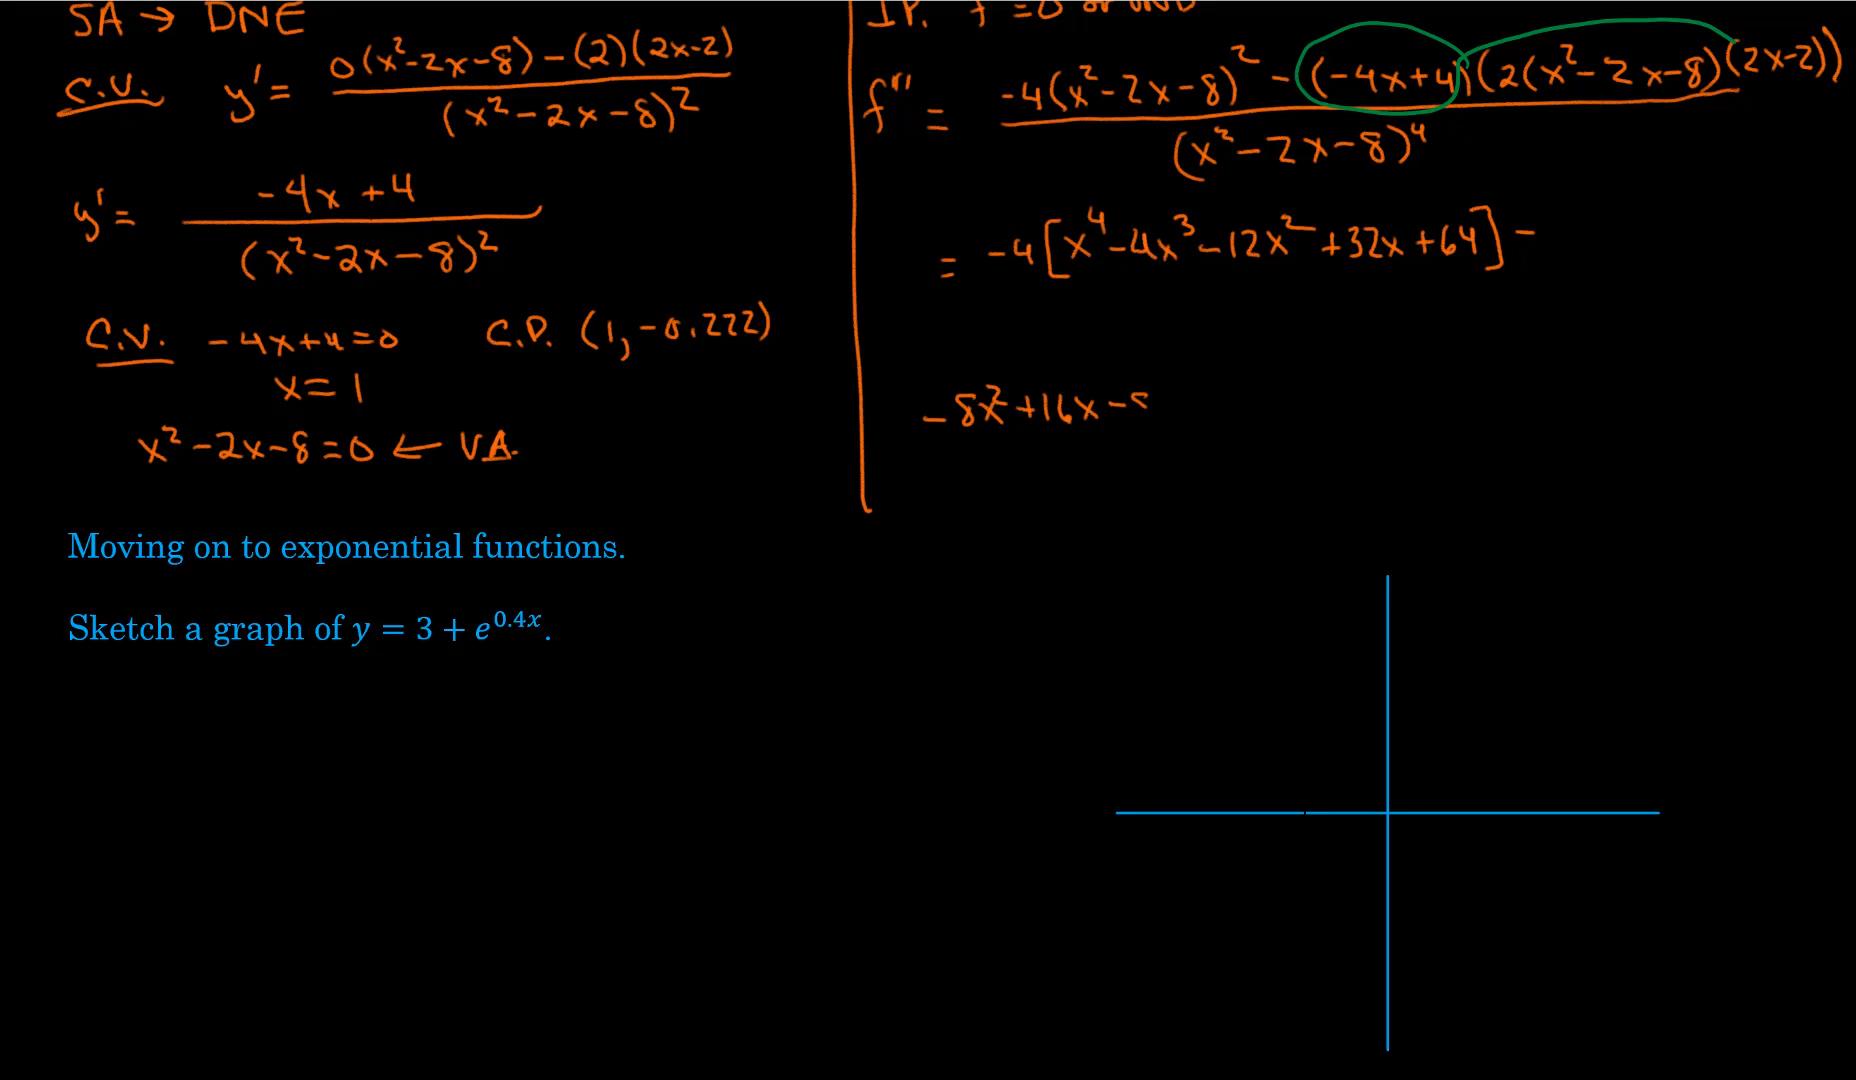 SA → DNE
C.V. y' = 0(x²-2x-8) - (2)(2x-2) / (x²-2x-8)²
y' = -4x+4 / (x²-2x-8)²
C.V. -4x+4=0 C.P. (1, -0.222)
x = 1
x²-2x-8=0 ← V.A.
f'' = -4(x²-2x-8)² - (-4x+4)(2(x²-2x-8)(2x-2)) / (x²-2x-8)⁴
= -4[x⁴-4x³-12x²+32x+64] -
-8x²+16x-
Moving on to exponential functions.
Sketch a graph of y = 3 + e^{0.4x}.